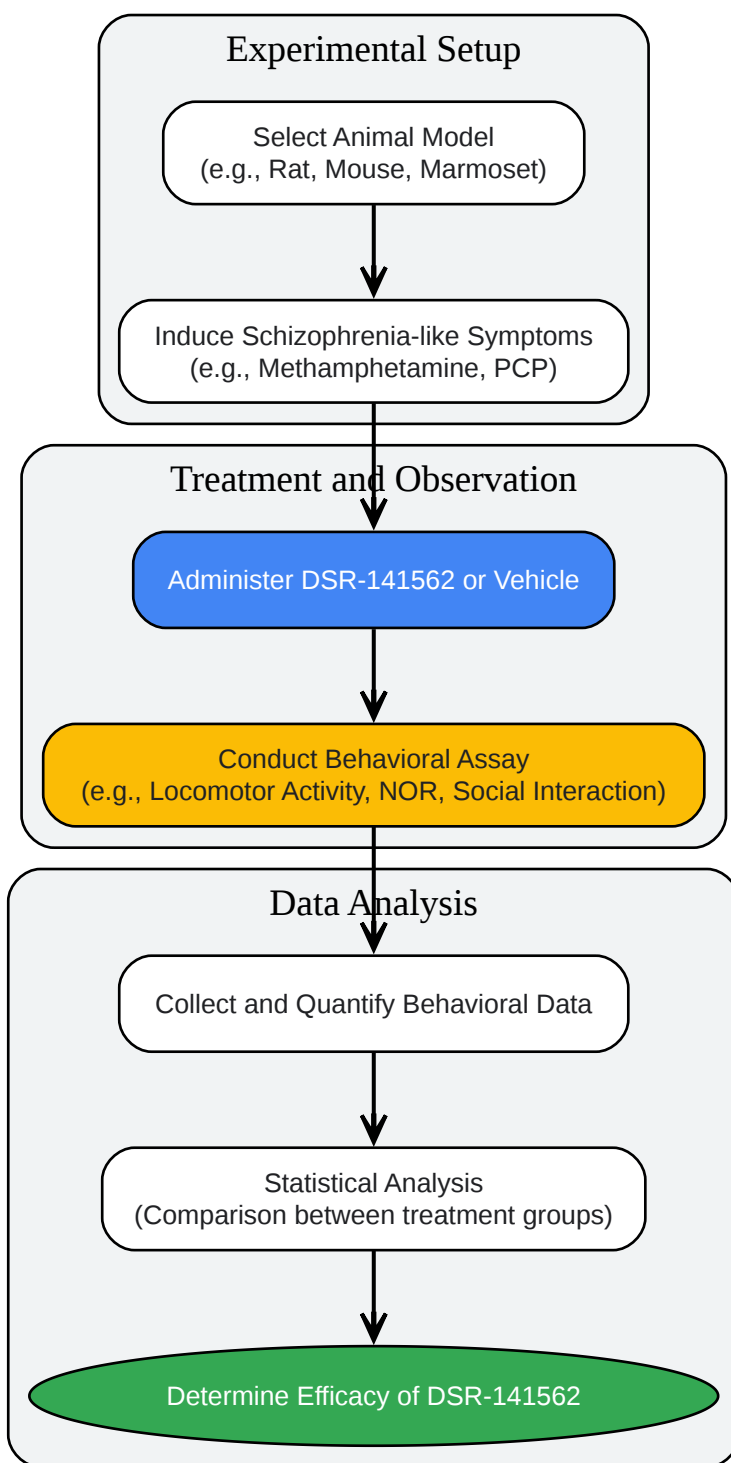 Experimental Setup
Select Animal Model
(e.g., Rat, Mouse, Marmoset)
Induce Schizophrenia-like Symptoms
(e.g., Methamphetamine, PCP)
Treatment and Observation
Administer DSR-141562 or Vehicle
Conduct Behavioral Assay
(e.g., Locomotor Activity, NOR, Social Interaction)
Data Analysis
Collect and Quantify Behavioral Data
Statistical Analysis
(Comparison between treatment groups)
Determine Efficacy of DSR-141562